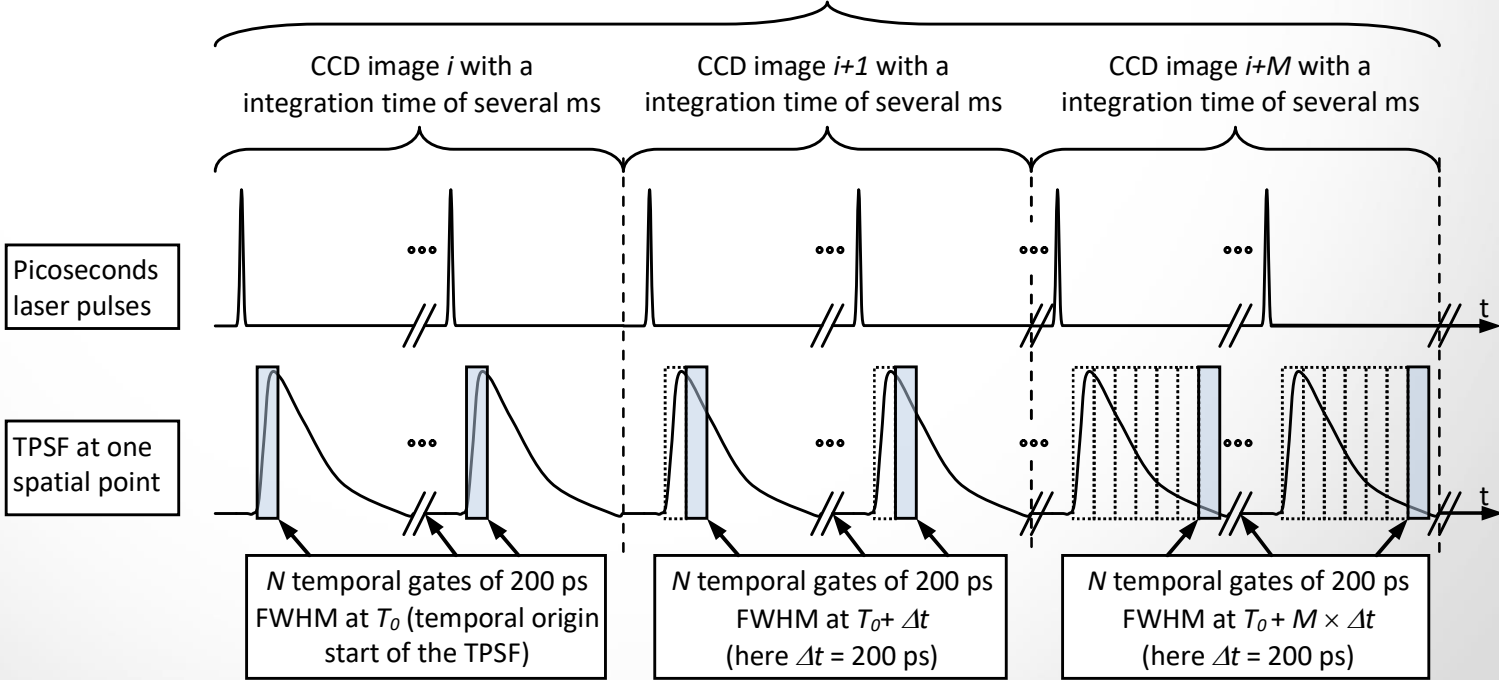 CCD image i with a
integration time of several ms
CCD image i+1 with a
integration time of several ms
CCD image i+M with a
integration time of several ms
Picoseconds
laser pulses
t
TPSF at one
spatial point
t
N temporal gates of 200 ps
FWHM at T₀ (temporal origin
start of the TPSF)
N temporal gates of 200 ps
FWHM at T₀+ Δt
(here Δt = 200 ps)
N temporal gates of 200 ps
FWHM at T₀ + M × Δt
(here Δt = 200 ps)